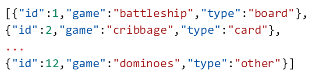 [{"id":1,"game":"battleship","type":"board"},
{"id":2,"game":"cribbage","type":"card"},
...
{"id":12,"game":"dominoes","type":"other"}]